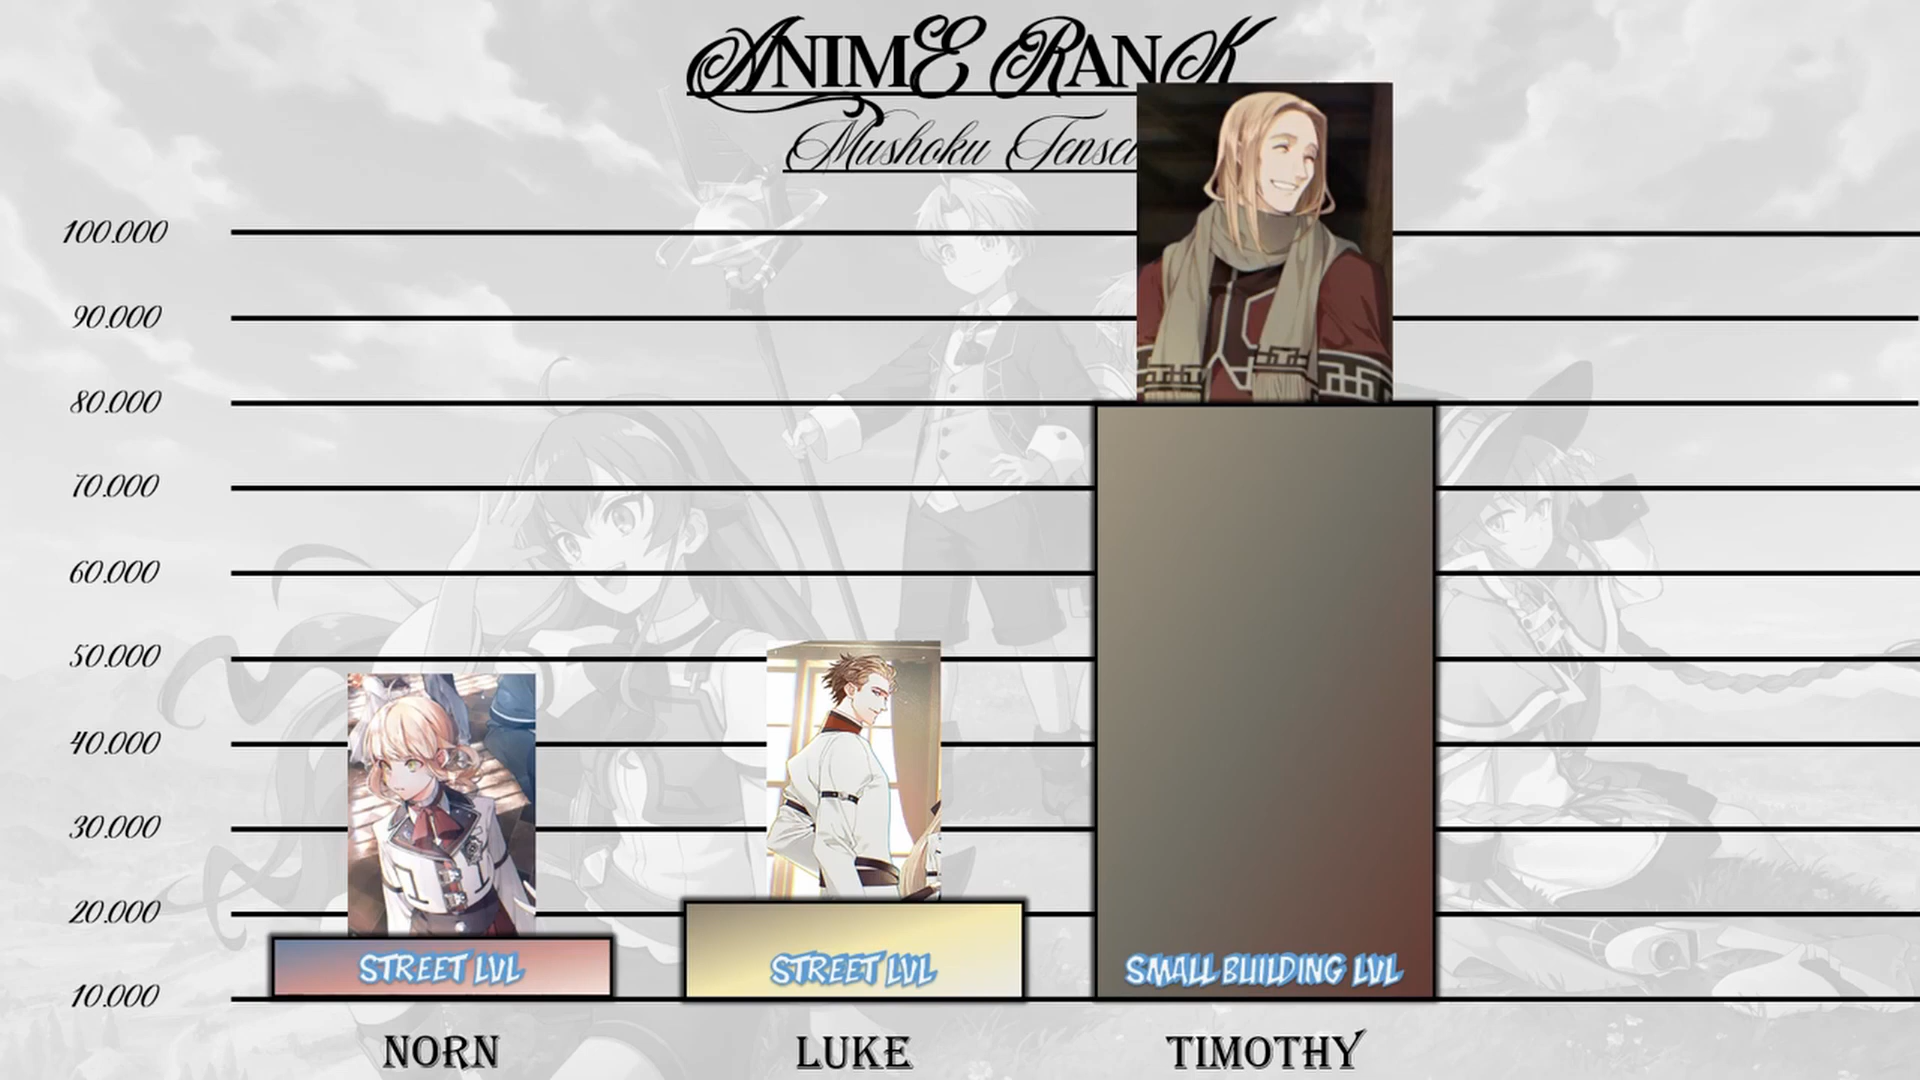 ANIME RANK
Mushoku Tensei
100.000
90.000
80.000
70.000
60.000
50.000
40.000
30.000
20.000
10.000
STREET LVL
STREET LVL
SMALL BUILDING LVL
NORN
LUKE
TIMOTHY